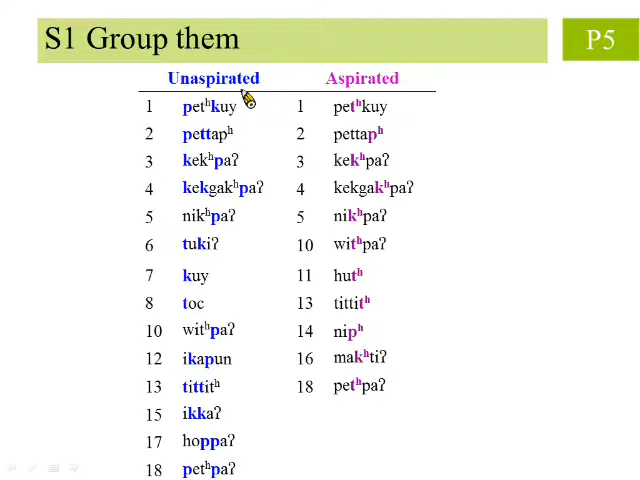 S1 Group them
P5
Unaspirated Aspirated
1 petʰkuy 1 petʰkuy
2 pettapʰ 2 pettapʰ
3 kekʰpaʔ 3 kekʰpaʔ
4 kekgakʰpaʔ 4 kekgakʰpaʔ
5 nikʰpaʔ 5 nikʰpaʔ
6 tukiʔ 10 witʰpaʔ
7 kuy 11 hutʰ
8 toc 13 tittitʰ
10 witʰpaʔ 14 nipʰ
12 ikapun 16 makʰtiʔ
13 tittitʰ 18 petʰpaʔ
15 ikkaʔ
17 hoppaʔ
18 petʰpaʔ